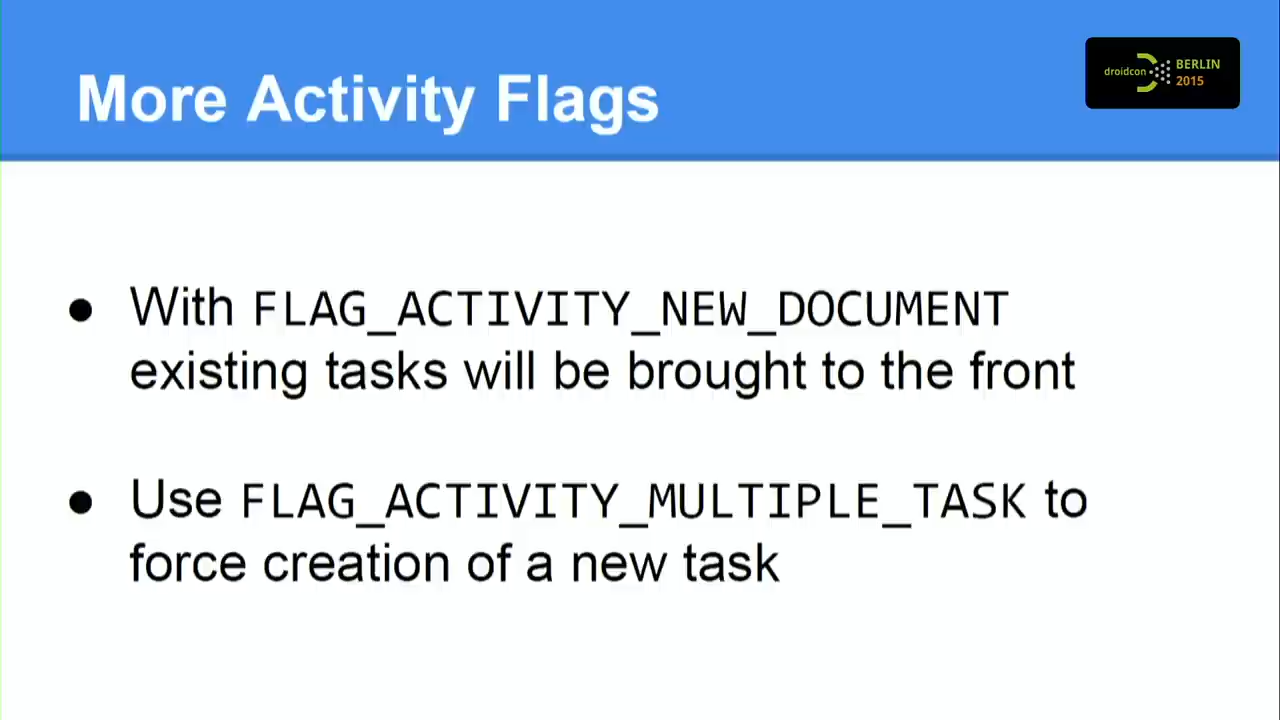 More Activity Flags
droidcon
BERLIN
2015
● With FLAG_ACTIVITY_NEW_DOCUMENT
existing tasks will be brought to the front
● Use FLAG_ACTIVITY_MULTIPLE_TASK to
force creation of a new task